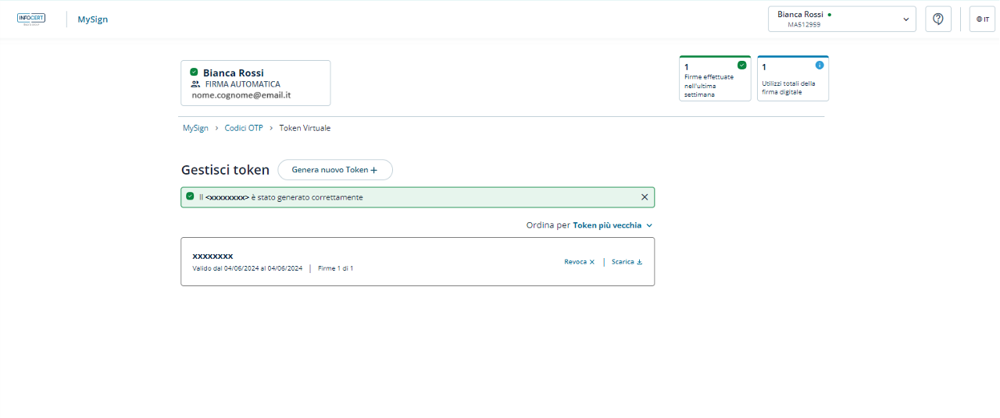 INFOCERT
MySign
Bianca Rossi
MA512959
IT
Bianca Rossi
FIRMA AUTOMATICA
nome.cognome@email.it
1
Firme effettuate
nell'ultima
settimana
1
Utilizzi totali della
firma digitale
MySign > Codici OTP > Token Virtuale
Gestisci token
Genera nuovo Token +
Il <xxxxxxxx> è stato generato correttamente
Ordina per Token più vecchia
xxxxxxxx
Valido dal 04/06/2024 al 04/06/2024 | Firme 1 di 1
Revoca | Scarica